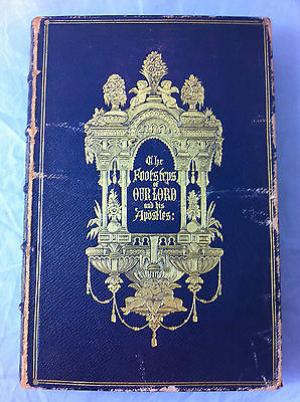 The
Footsteps
of
OUR LORD
and his
Apostles: